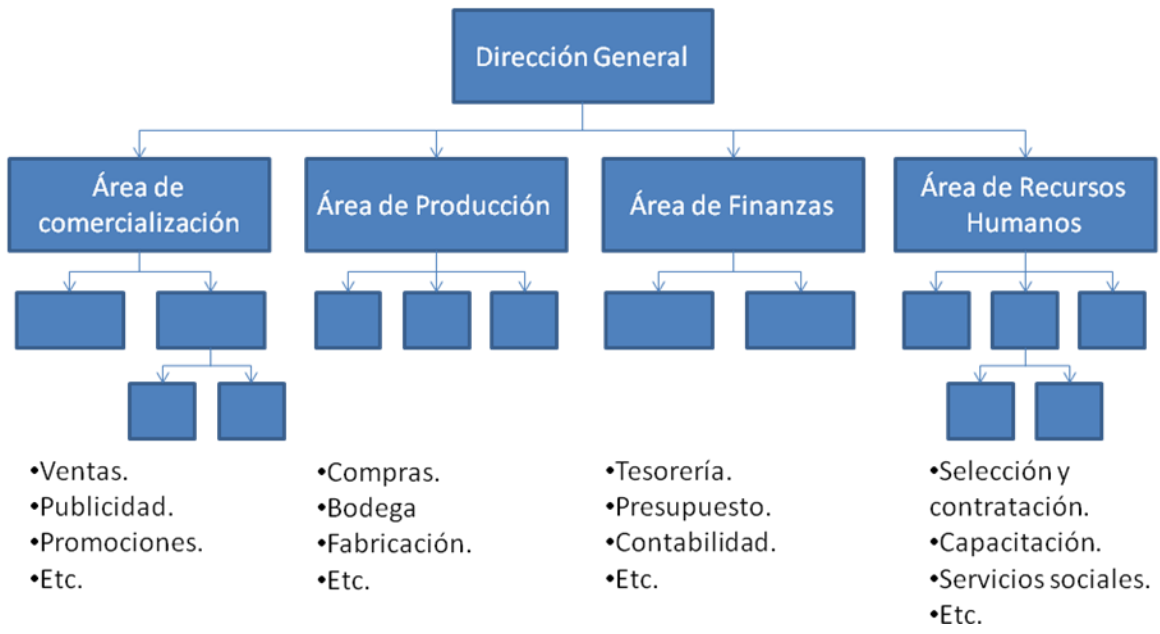 Dirección General
Área de
comercialización
Área de Producción
Área de Finanzas
Área de Recursos
Humanos
•Ventas.
•Publicidad.
•Promociones.
•Etc.
•Compras.
•Bodega
•Fabricación.
•Etc.
•Tesorería.
•Presupuesto.
•Contabilidad.
•Etc.
•Selección y
contratación.
•Capacitación.
•Servicios sociales.
•Etc.